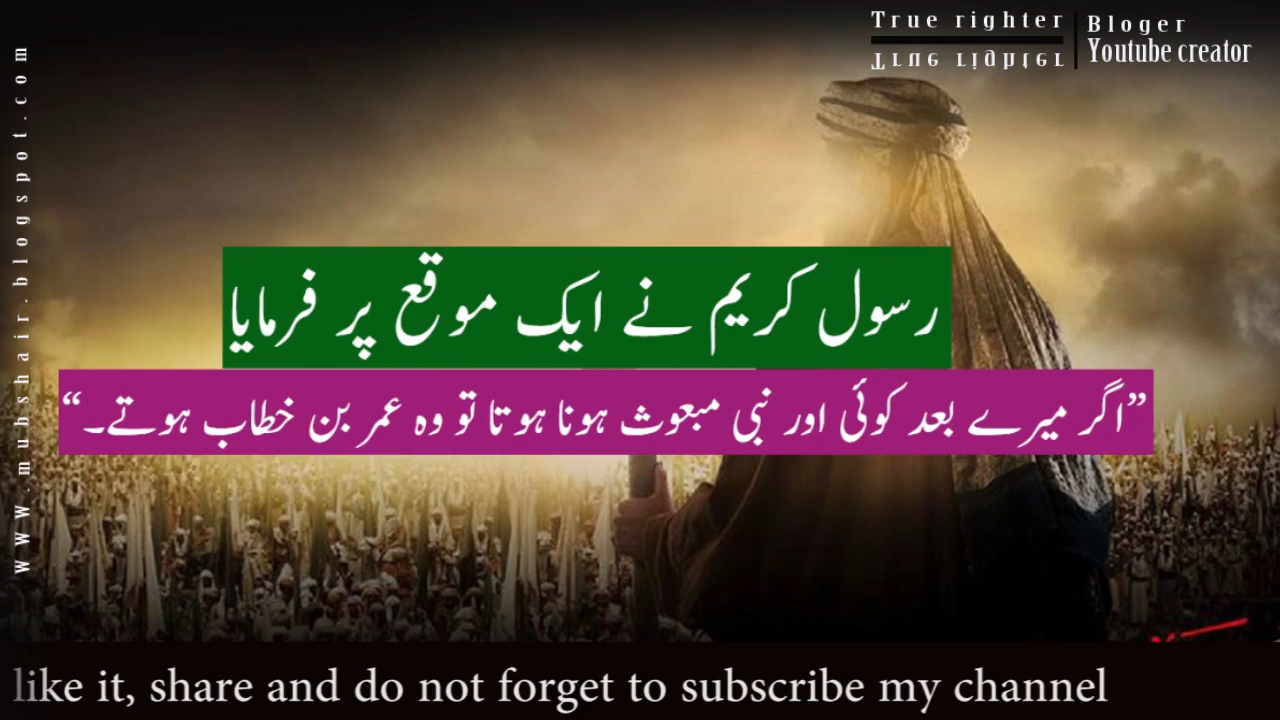 True righter
True righter
Bloger
Youtube creator
www.mubshair.blogspot.com
رسول کریم نے ایک موقع پر فرمایا
”اگر میرے بعد کوئی اور نبی مبعوث ہونا ہوتا تو وہ عمر بن خطاب ہوتے۔“
like it, share and do not forget to subscribe my channel